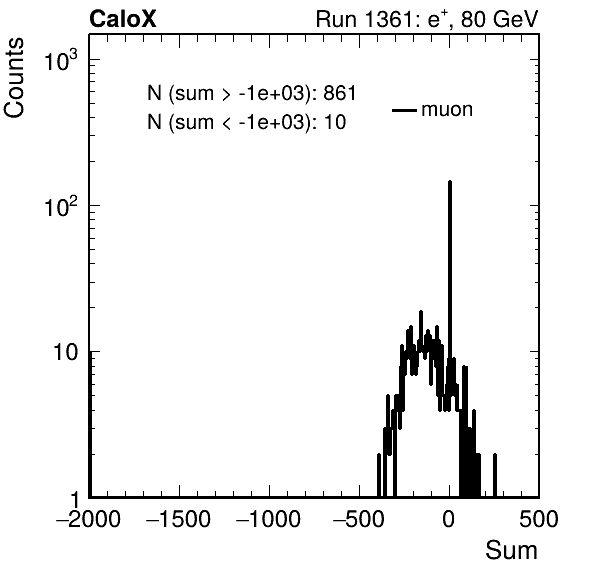 CaloX Run 1361: e⁺, 80 GeV
Counts
10³
N (sum > -1e+03): 861
muon
N (sum < -1e+03): 10
10²
10
1
−2000 −1500 −1000 −500 0 500
Sum